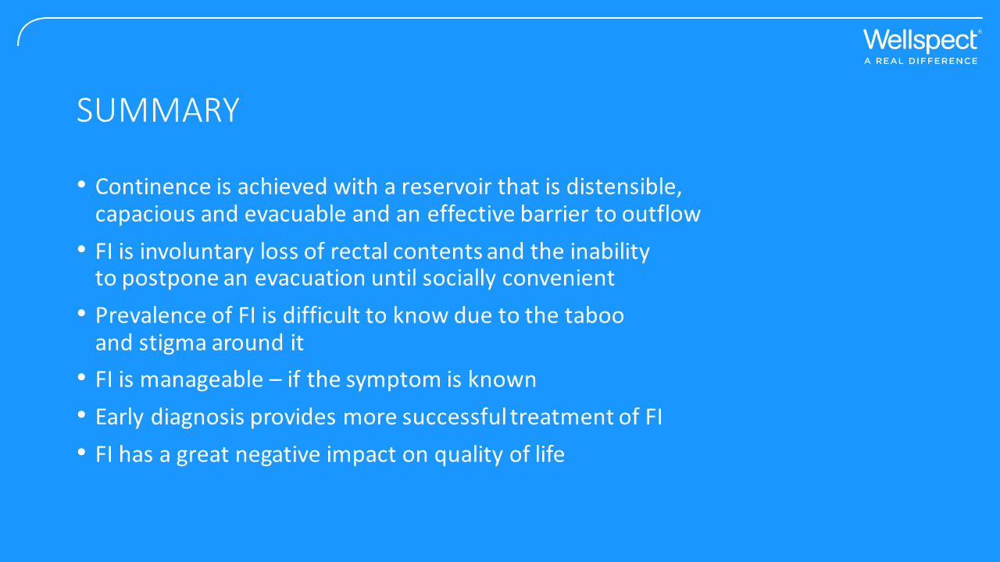 Wellspect®
A REAL DIFFERENCE
SUMMARY
• Continence is achieved with a reservoir that is distensible,
capacious and evacuable and an effective barrier to outflow
• FI is involuntary loss of rectal contents and the inability
to postpone an evacuation until socially convenient
• Prevalence of FI is difficult to know due to the taboo
and stigma around it
• FI is manageable – if the symptom is known
• Early diagnosis provides more successful treatment of FI
• FI has a great negative impact on quality of life